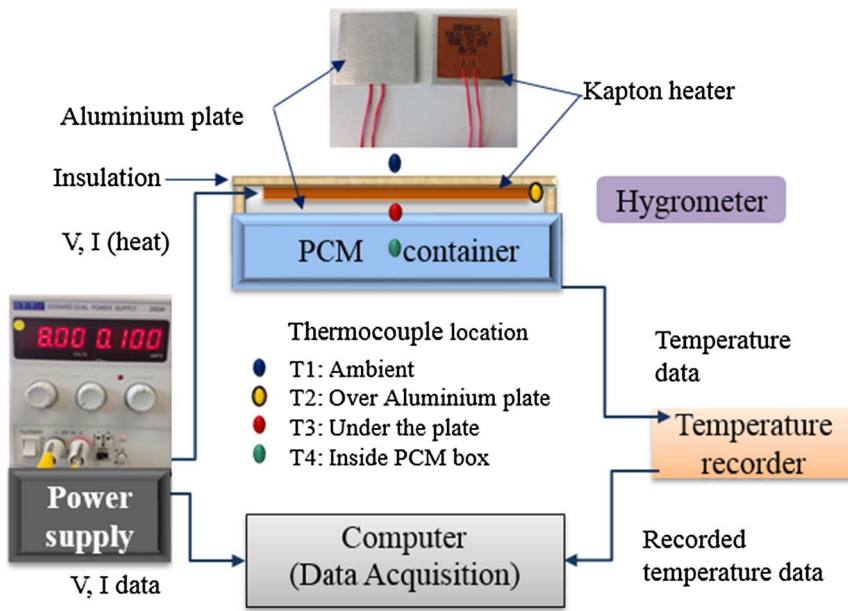 Aluminium plate
Kapton heater
Insulation
Hygrometer
V, I (heat)
PCM container
8.00 0.100
Thermocouple location
T1: Ambient
T2: Over Aluminium plate
T3: Under the plate
T4: Inside PCM box
Temperature
data
Temperature
recorder
Power
supply
Computer
(Data Acquisition)
Recorded
temperature data
V, I data